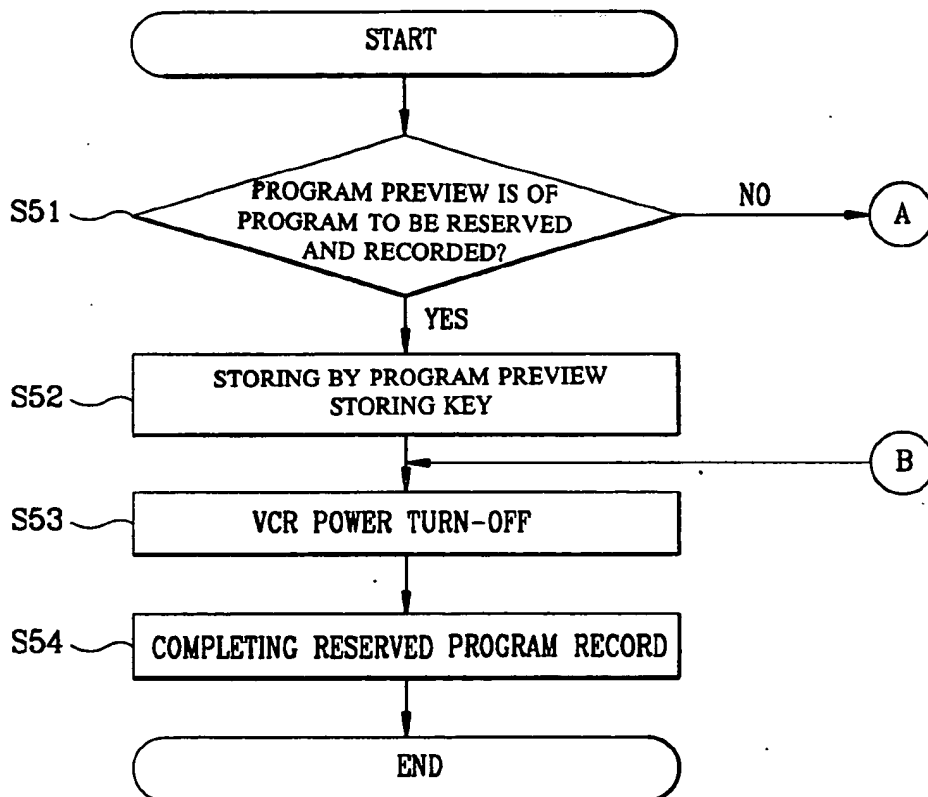 START
S51
PROGRAM PREVIEW IS OF
PROGRAM TO BE RESERVED
AND RECORDED?
NO
A
YES
S52
STORING BY PROGRAM PREVIEW
STORING KEY
B
S53
VCR POWER TURN-OFF
S54
COMPLETING RESERVED PROGRAM RECORD
END